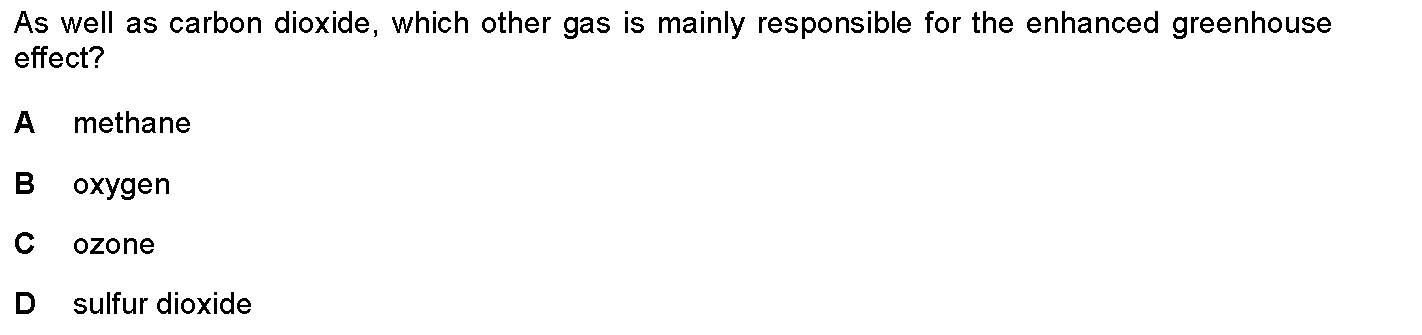 As well as carbon dioxide, which other gas is mainly responsible for the enhanced greenhouse
effect?
A methane
B oxygen
C ozone
D sulfur dioxide